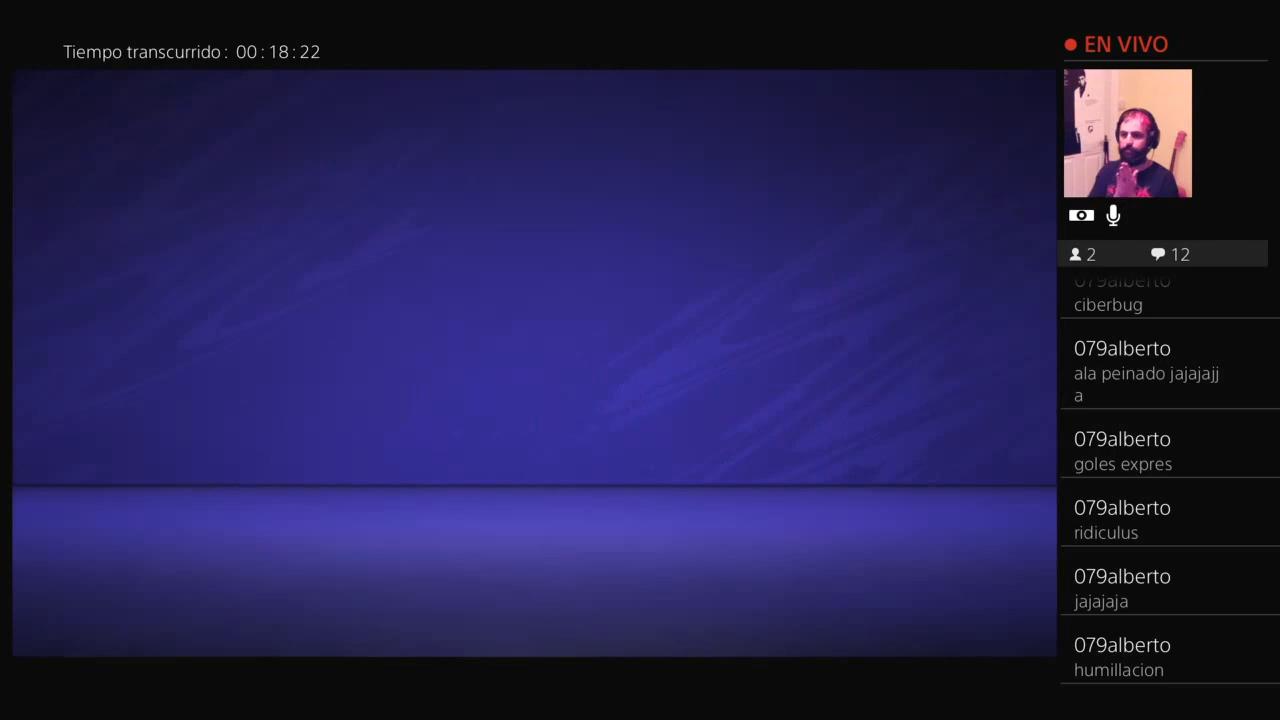 Tiempo transcurrido: 00:18:22
EN VIVO
2 12
079alberto
ciberbug
079alberto
ala peinado jajajajj
a
079alberto
goles expres
079alberto
ridiculus
079alberto
jajajaja
079alberto
humillacion